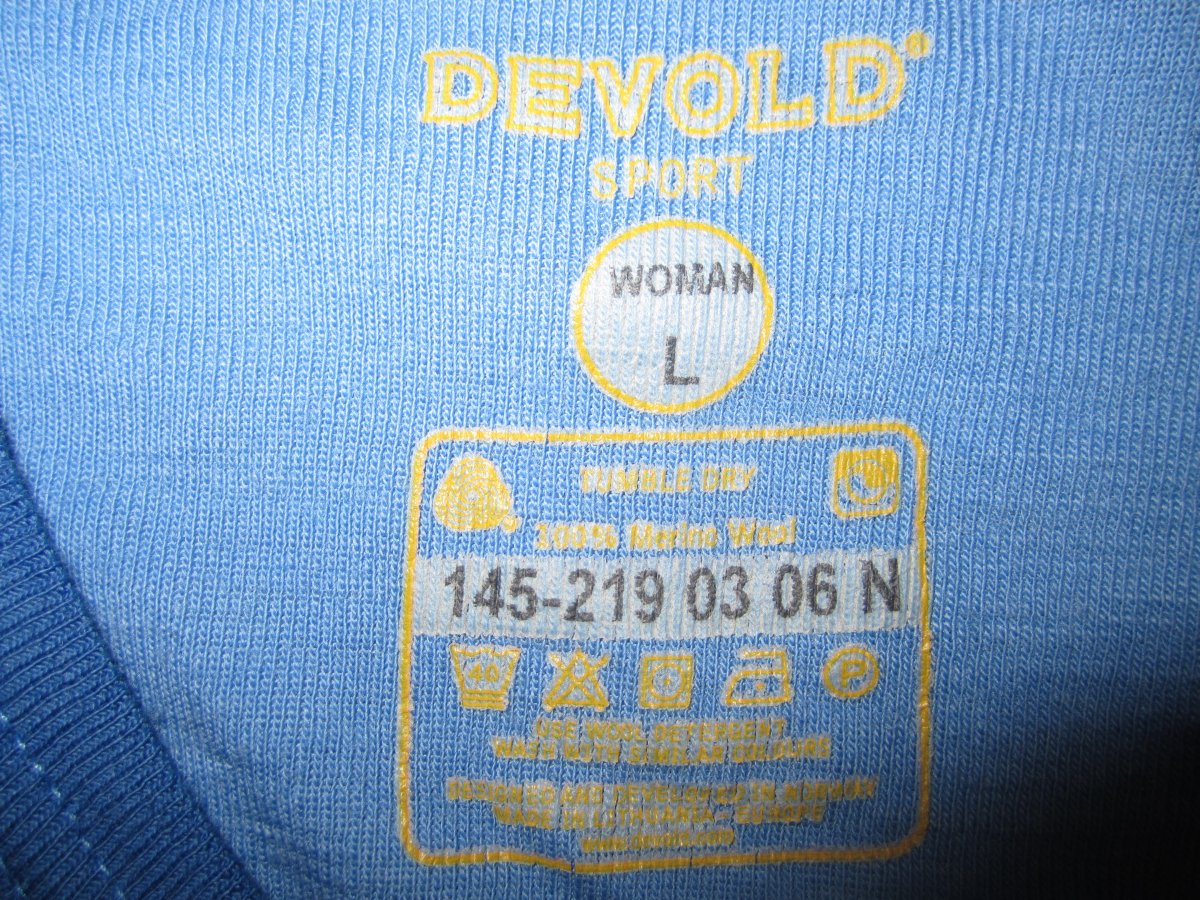 DEVOLD®
SPORT
WOMAN
L
TUMBLE DRY
100% Merino Wool
145-219 03 06 N
40
P
USE WOOL DETERGENT
WASH WITH SIMILAR COLOURS
DESIGNED AND DEVELOPED IN NORWAY
MADE IN LITHUANIA - EUROPE